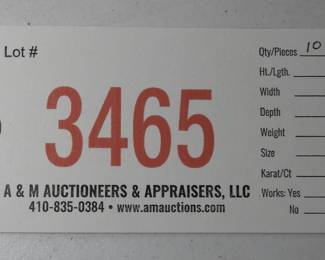 Lot #
3465
A & M AUCTIONEERS & APPRAISERS, LLC
410-835-0384 • www.amauctions.com
Qty/Pieces 10
Ht./Lgth.
Width
Depth
Weight
Size
Karat/Ct
Works: Yes
No